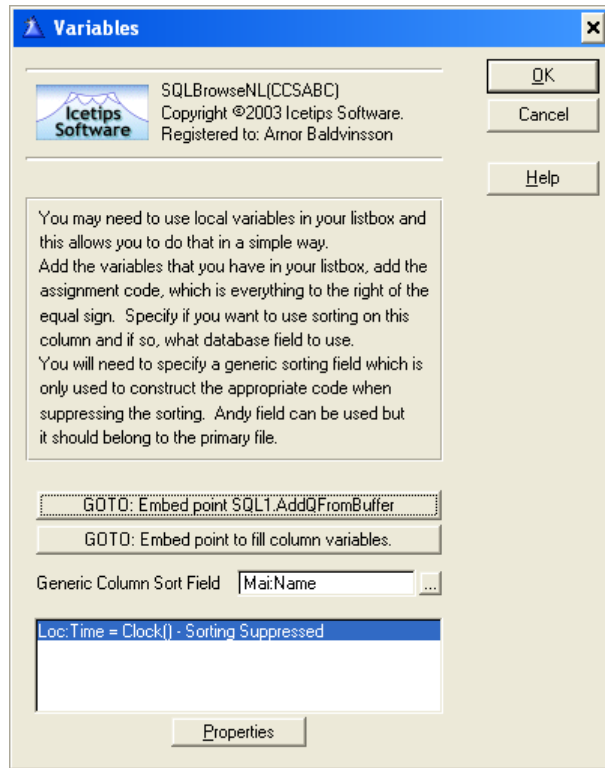 Variables
Icetips
Software
SQLBrowseNL(CCSABC)
Copyright ©2003 Icetips Software.
Registered to: Arnor Baldvinsson
OK
Cancel
Help
You may need to use local variables in your listbox and
this allows you to do that in a simple way.
Add the variables that you have in your listbox, add the
assignment code, which is everything to the right of the
equal sign. Specify if you want to use sorting on this
column and if so, what database field to use.
You will need to specify a generic sorting field which is
only used to construct the appropriate code when
suppressing the sorting. Andy field can be used but
it should belong to the primary file.
GOTO: Embed point SQL1.AddQFromBuffer
GOTO: Embed point to fill column variables.
Generic Column Sort Field Mai:Name ...
Loc:Time = Clock() - Sorting Suppressed
Properties